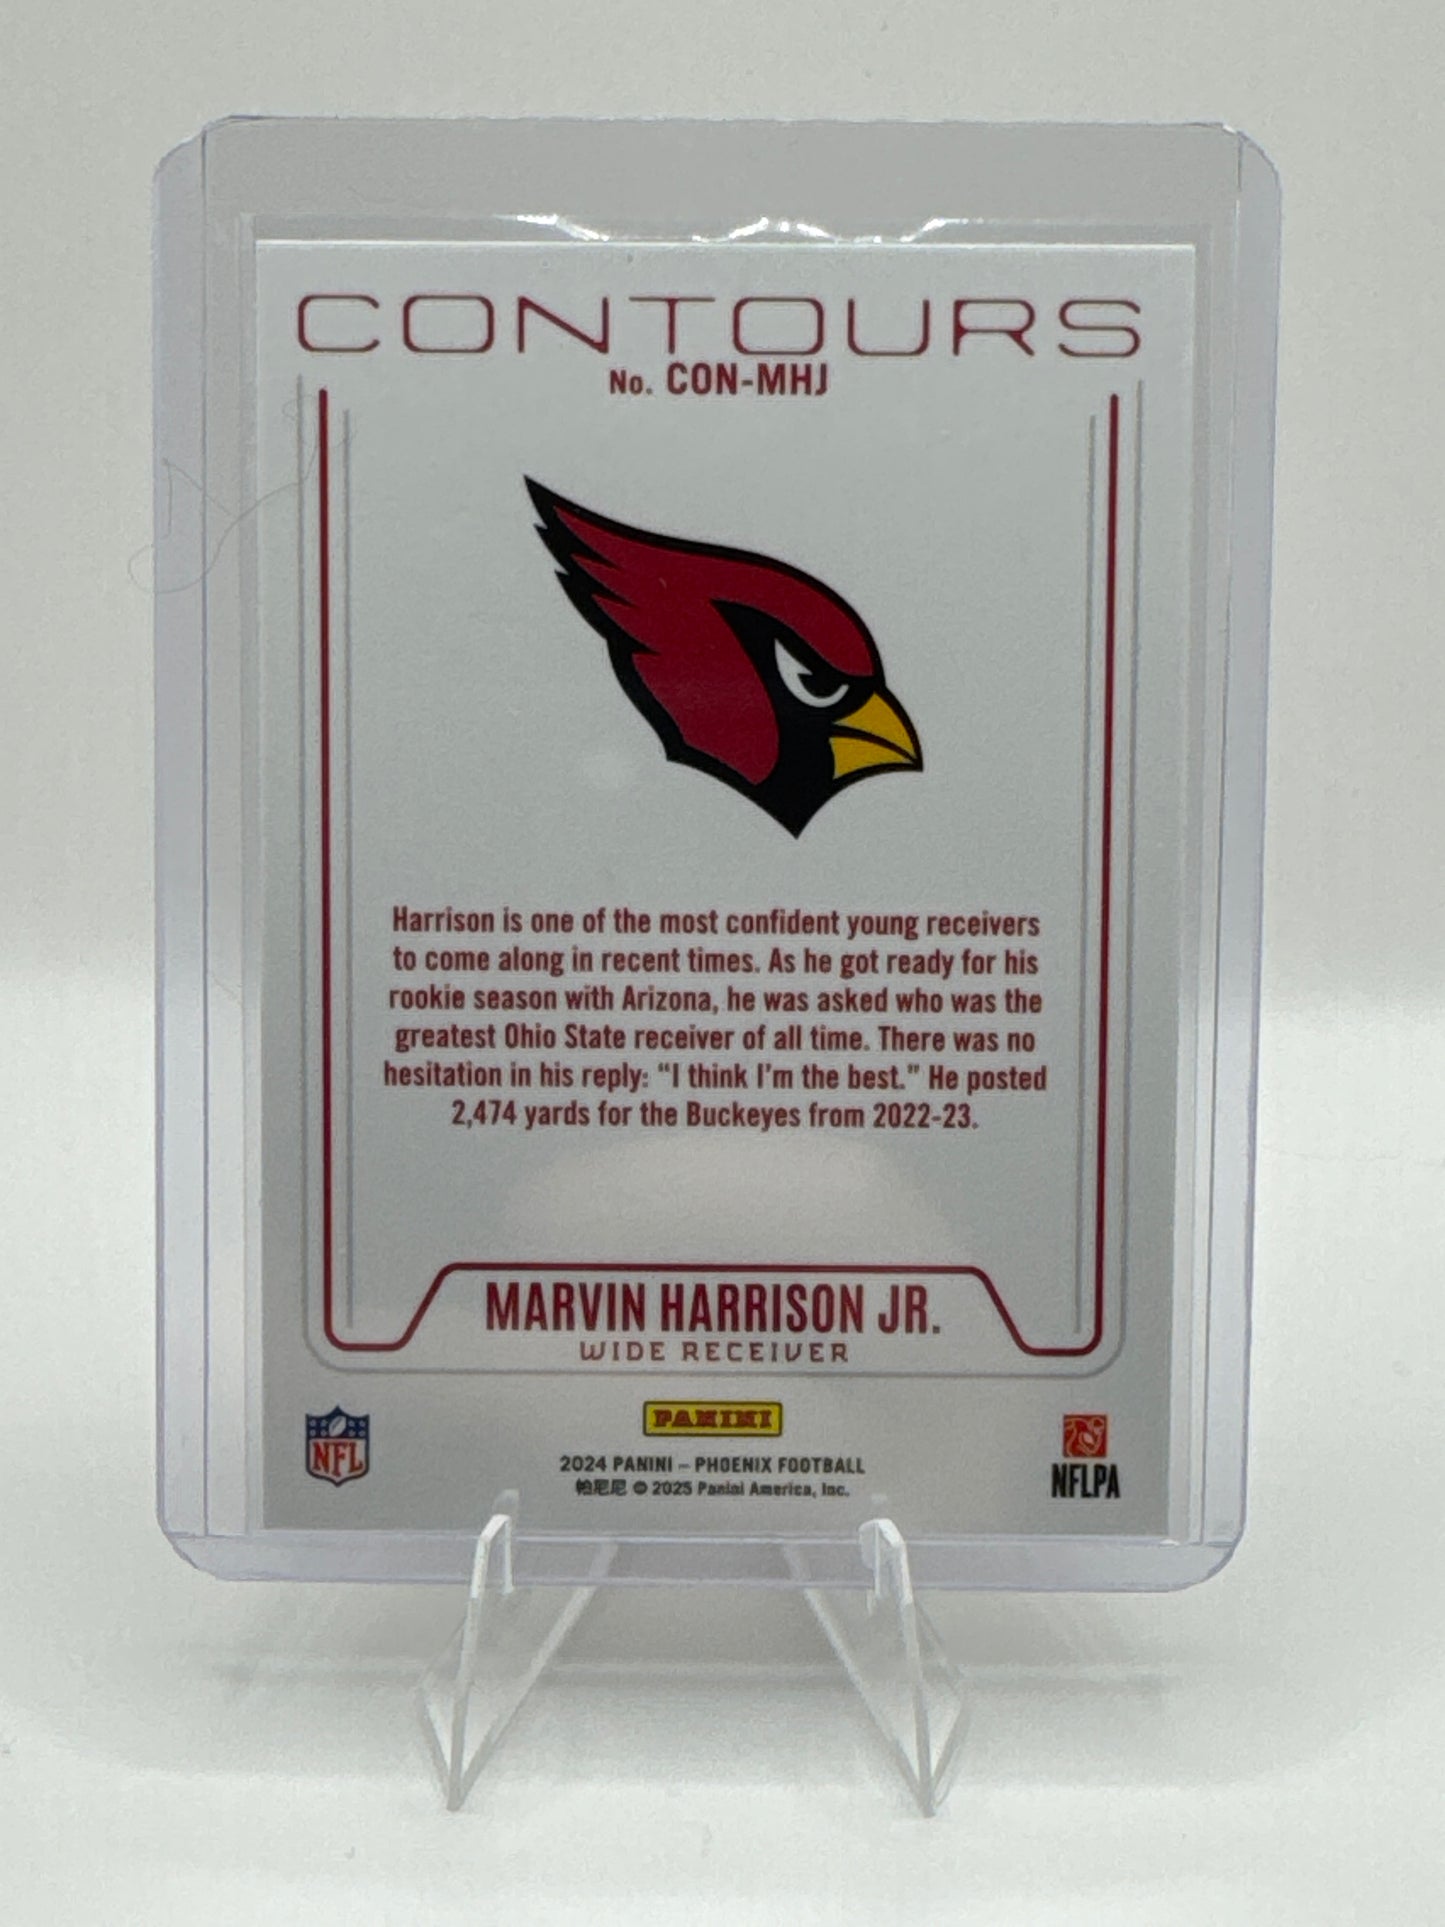 CONTOURS
No. CON-MHJ
Harrison is one of the most confident young receivers
to come along in recent times. As he got ready for his
rookie season with Arizona, he was asked who was the
greatest Ohio State receiver of all time. There was no
hesitation in his reply: “I think I’m the best.” He posted
2,474 yards for the Buckeyes from 2022-23.
MARVIN HARRISON JR.
WIDE RECEIVER
NFL
PANINI
NFLPA
2024 PANINI – PHOENIX FOOTBALL
帕尼尼 © 2025 Panini America, Inc.